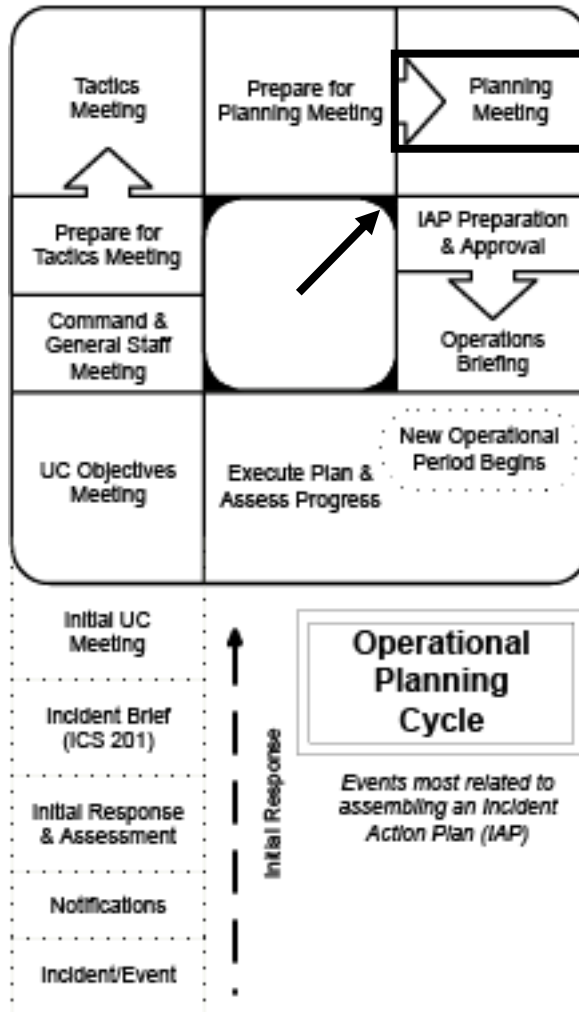 Tactics
Meeting
Prepare for
Planning Meeting
Planning
Meeting
Prepare for
Tactics Meeting
IAP Preparation
& Approval
Command &
General Staff
Meeting
Operations
Briefing
UC Objectives
Meeting
Execute Plan &
Assess Progress
New Operational
Period Begins
Initial UC
Meeting
Incident Brief
(ICS 201)
Initial Response
& Assessment
Notifications
Incident/Event
Initial Response
Operational
Planning
Cycle
Events most related to
assembling an Incident
Action Plan (IAP)